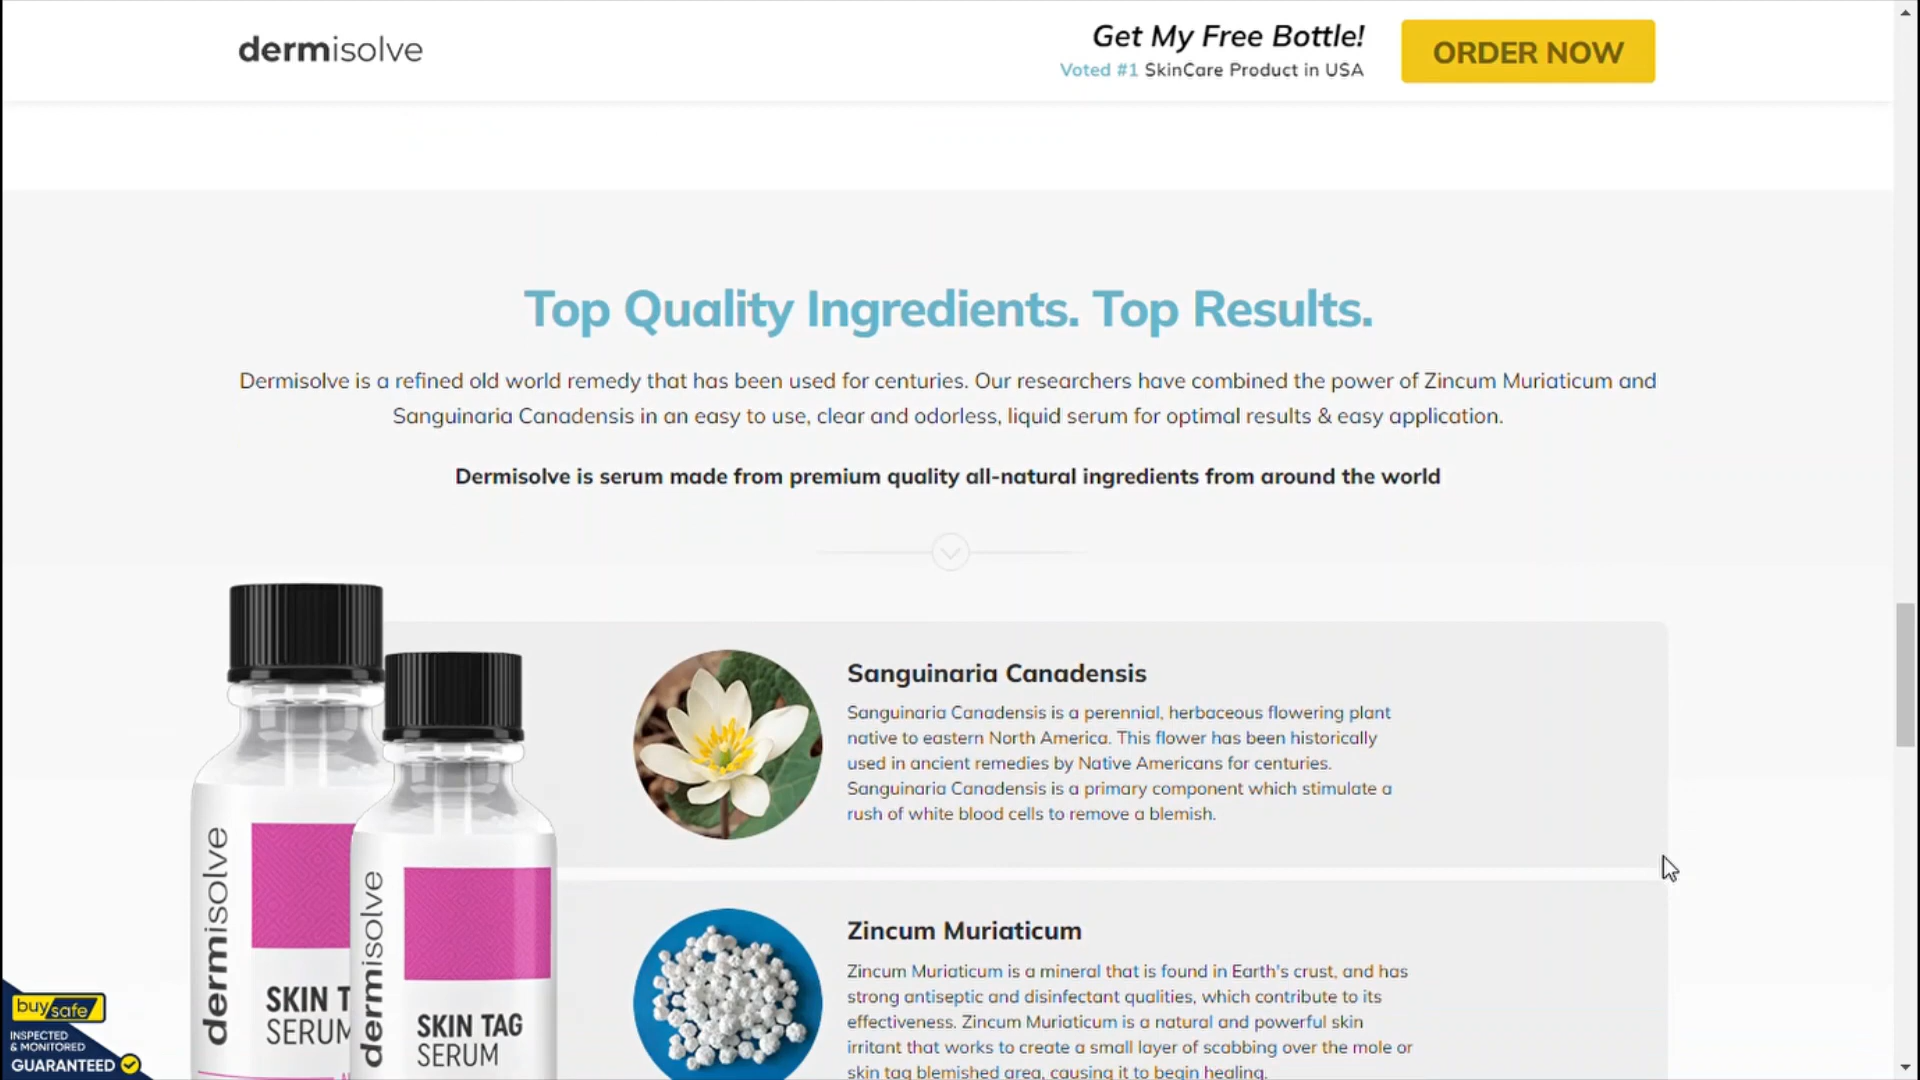 dermisolve
Get My Free Bottle!
Voted #1 SkinCare Product in USA
ORDER NOW
Top Quality Ingredients. Top Results.
Dermisolve is a refined old world remedy that has been used for centuries. Our researchers have combined the power of Zincum Muriaticum and
Sanguinaria Canadensis in an easy to use, clear and odorless, liquid serum for optimal results & easy application.
Dermisolve is serum made from premium quality all-natural ingredients from around the world
Sanguinaria Canadensis
Sanguinaria Canadensis is a perennial, herbaceous flowering plant
native to eastern North America. This flower has been historically
used in ancient remedies by Native Americans for centuries.
Sanguinaria Canadensis is a primary component which stimulate a
rush of white blood cells to remove a blemish.
Zincum Muriaticum
Zincum Muriaticum is a mineral that is found in Earth's crust, and has
strong antiseptic and disinfectant qualities, which contribute to its
effectiveness. Zincum Muriaticum is a natural and powerful skin
irritant that works to create a small layer of scabbing over the mole or
skin tag blemished area, causing it to begin healing.
dermisolve
SKIN T
SERUM
dermisolve
SKIN TAG
SERUM
buy safe
INSPECTED
& MONITORED
GUARANTEED